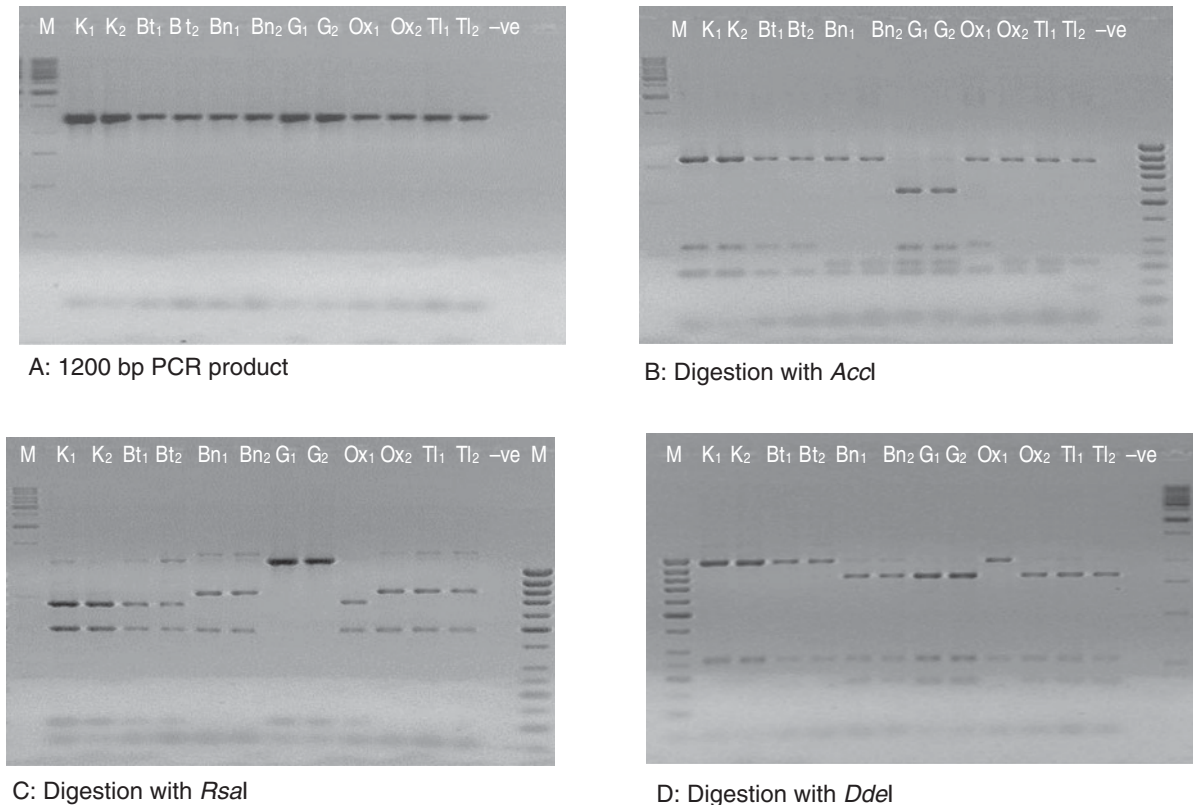 M K₁ K₂ Bt₁ B t₂ Bn₁ Bn₂ G₁ G₂ Ox₁ Ox₂ Tl₁ Tl₂ –ve
A: 1200 bp PCR product
M K₁ K₂ Bt₁ Bt₂ Bn₁ Bn₂ G₁ G₂ Ox₁ Ox₂ Tl₁ Tl₂ –ve
B: Digestion with AccI
M K₁ K₂ Bt₁ Bt₂ Bn₁ Bn₂ G₁ G₂ Ox₁ Ox₂ Tl₁ Tl₂ –ve M
C: Digestion with RsaI
M K₁ K₂ Bt₁ Bt₂ Bn₁ Bn₂ G₁ G₂ Ox₁ Ox₂ Tl₁ Tl₂ –ve
D: Digestion with DdeI